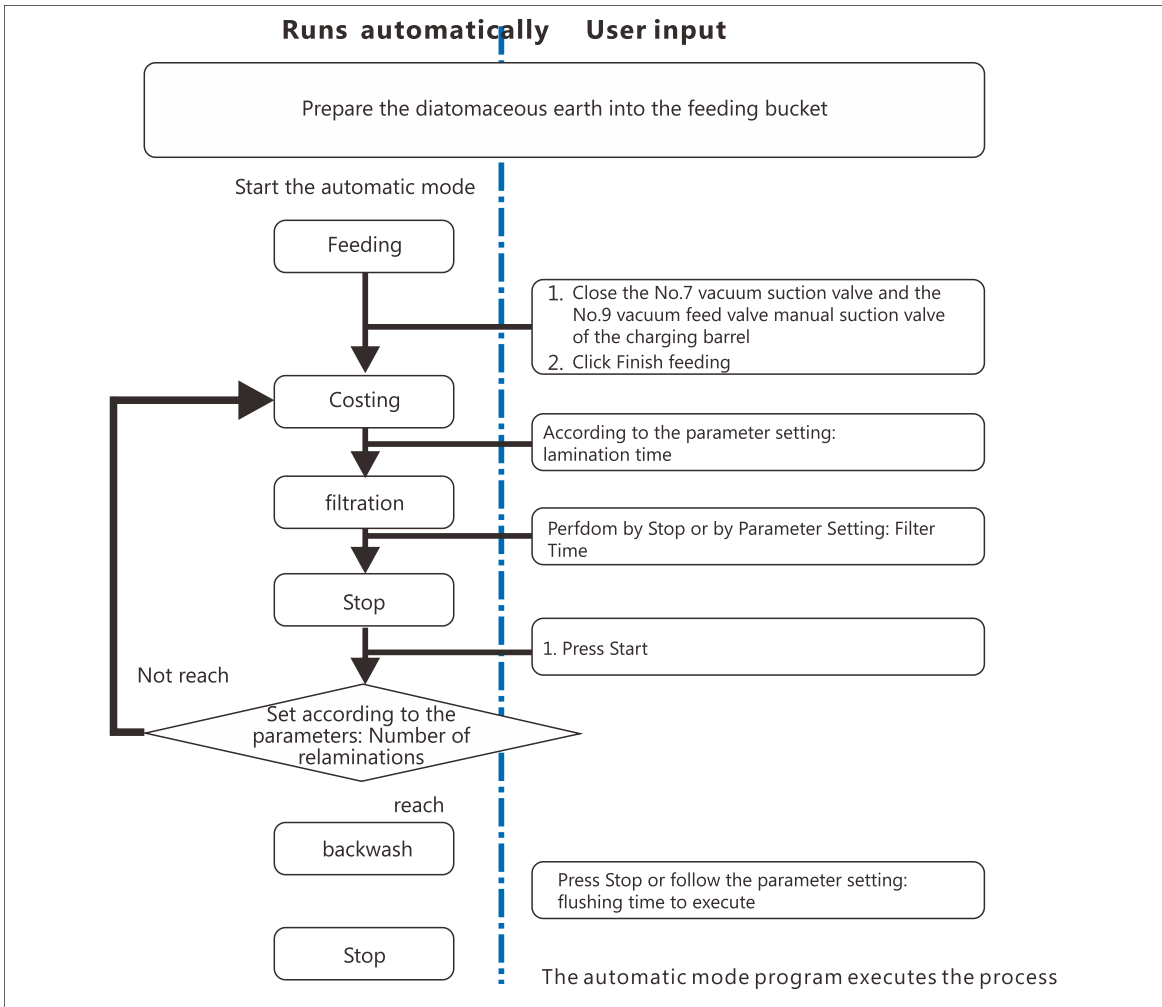 Runs automatically User input
Prepare the diatomaceous earth into the feeding bucket
Start the automatic mode
Feeding
1. Close the No.7 vacuum suction valve and the
No.9 vacuum feed valve manual suction valve
of the charging barrel
2. Click Finish feeding
Costing
According to the parameter setting:
lamination time
filtration
Perfdom by Stop or by Parameter Setting: Filter
Time
Stop
1. Press Start
Not reach
Set according to the
parameters: Number of
relaminations
reach
backwash
Press Stop or follow the parameter setting:
flushing time to execute
Stop
The automatic mode program executes the process